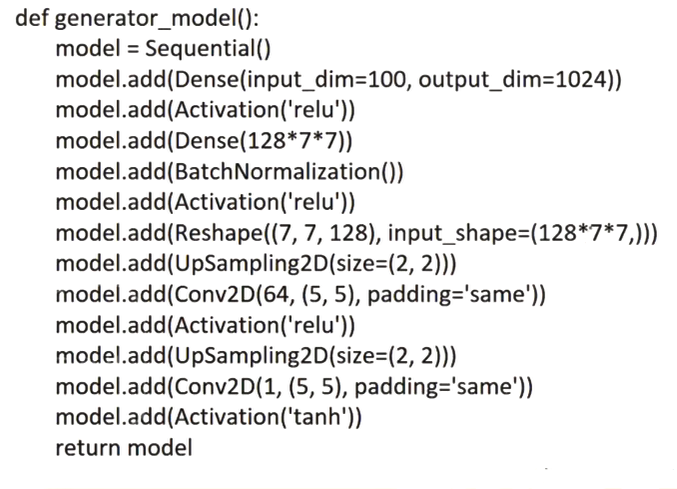 def generator_model():
    model = Sequential()
    model.add(Dense(input_dim=100, output_dim=1024))
    model.add(Activation('relu'))
    model.add(Dense(128*7*7))
    model.add(BatchNormalization())
    model.add(Activation('relu'))
    model.add(Reshape((7, 7, 128), input_shape=(128*7*7,)))
    model.add(UpSampling2D(size=(2, 2)))
    model.add(Conv2D(64, (5, 5), padding='same'))
    model.add(Activation('relu'))
    model.add(UpSampling2D(size=(2, 2)))
    model.add(Conv2D(1, (5, 5), padding='same'))
    model.add(Activation('tanh'))
    return model